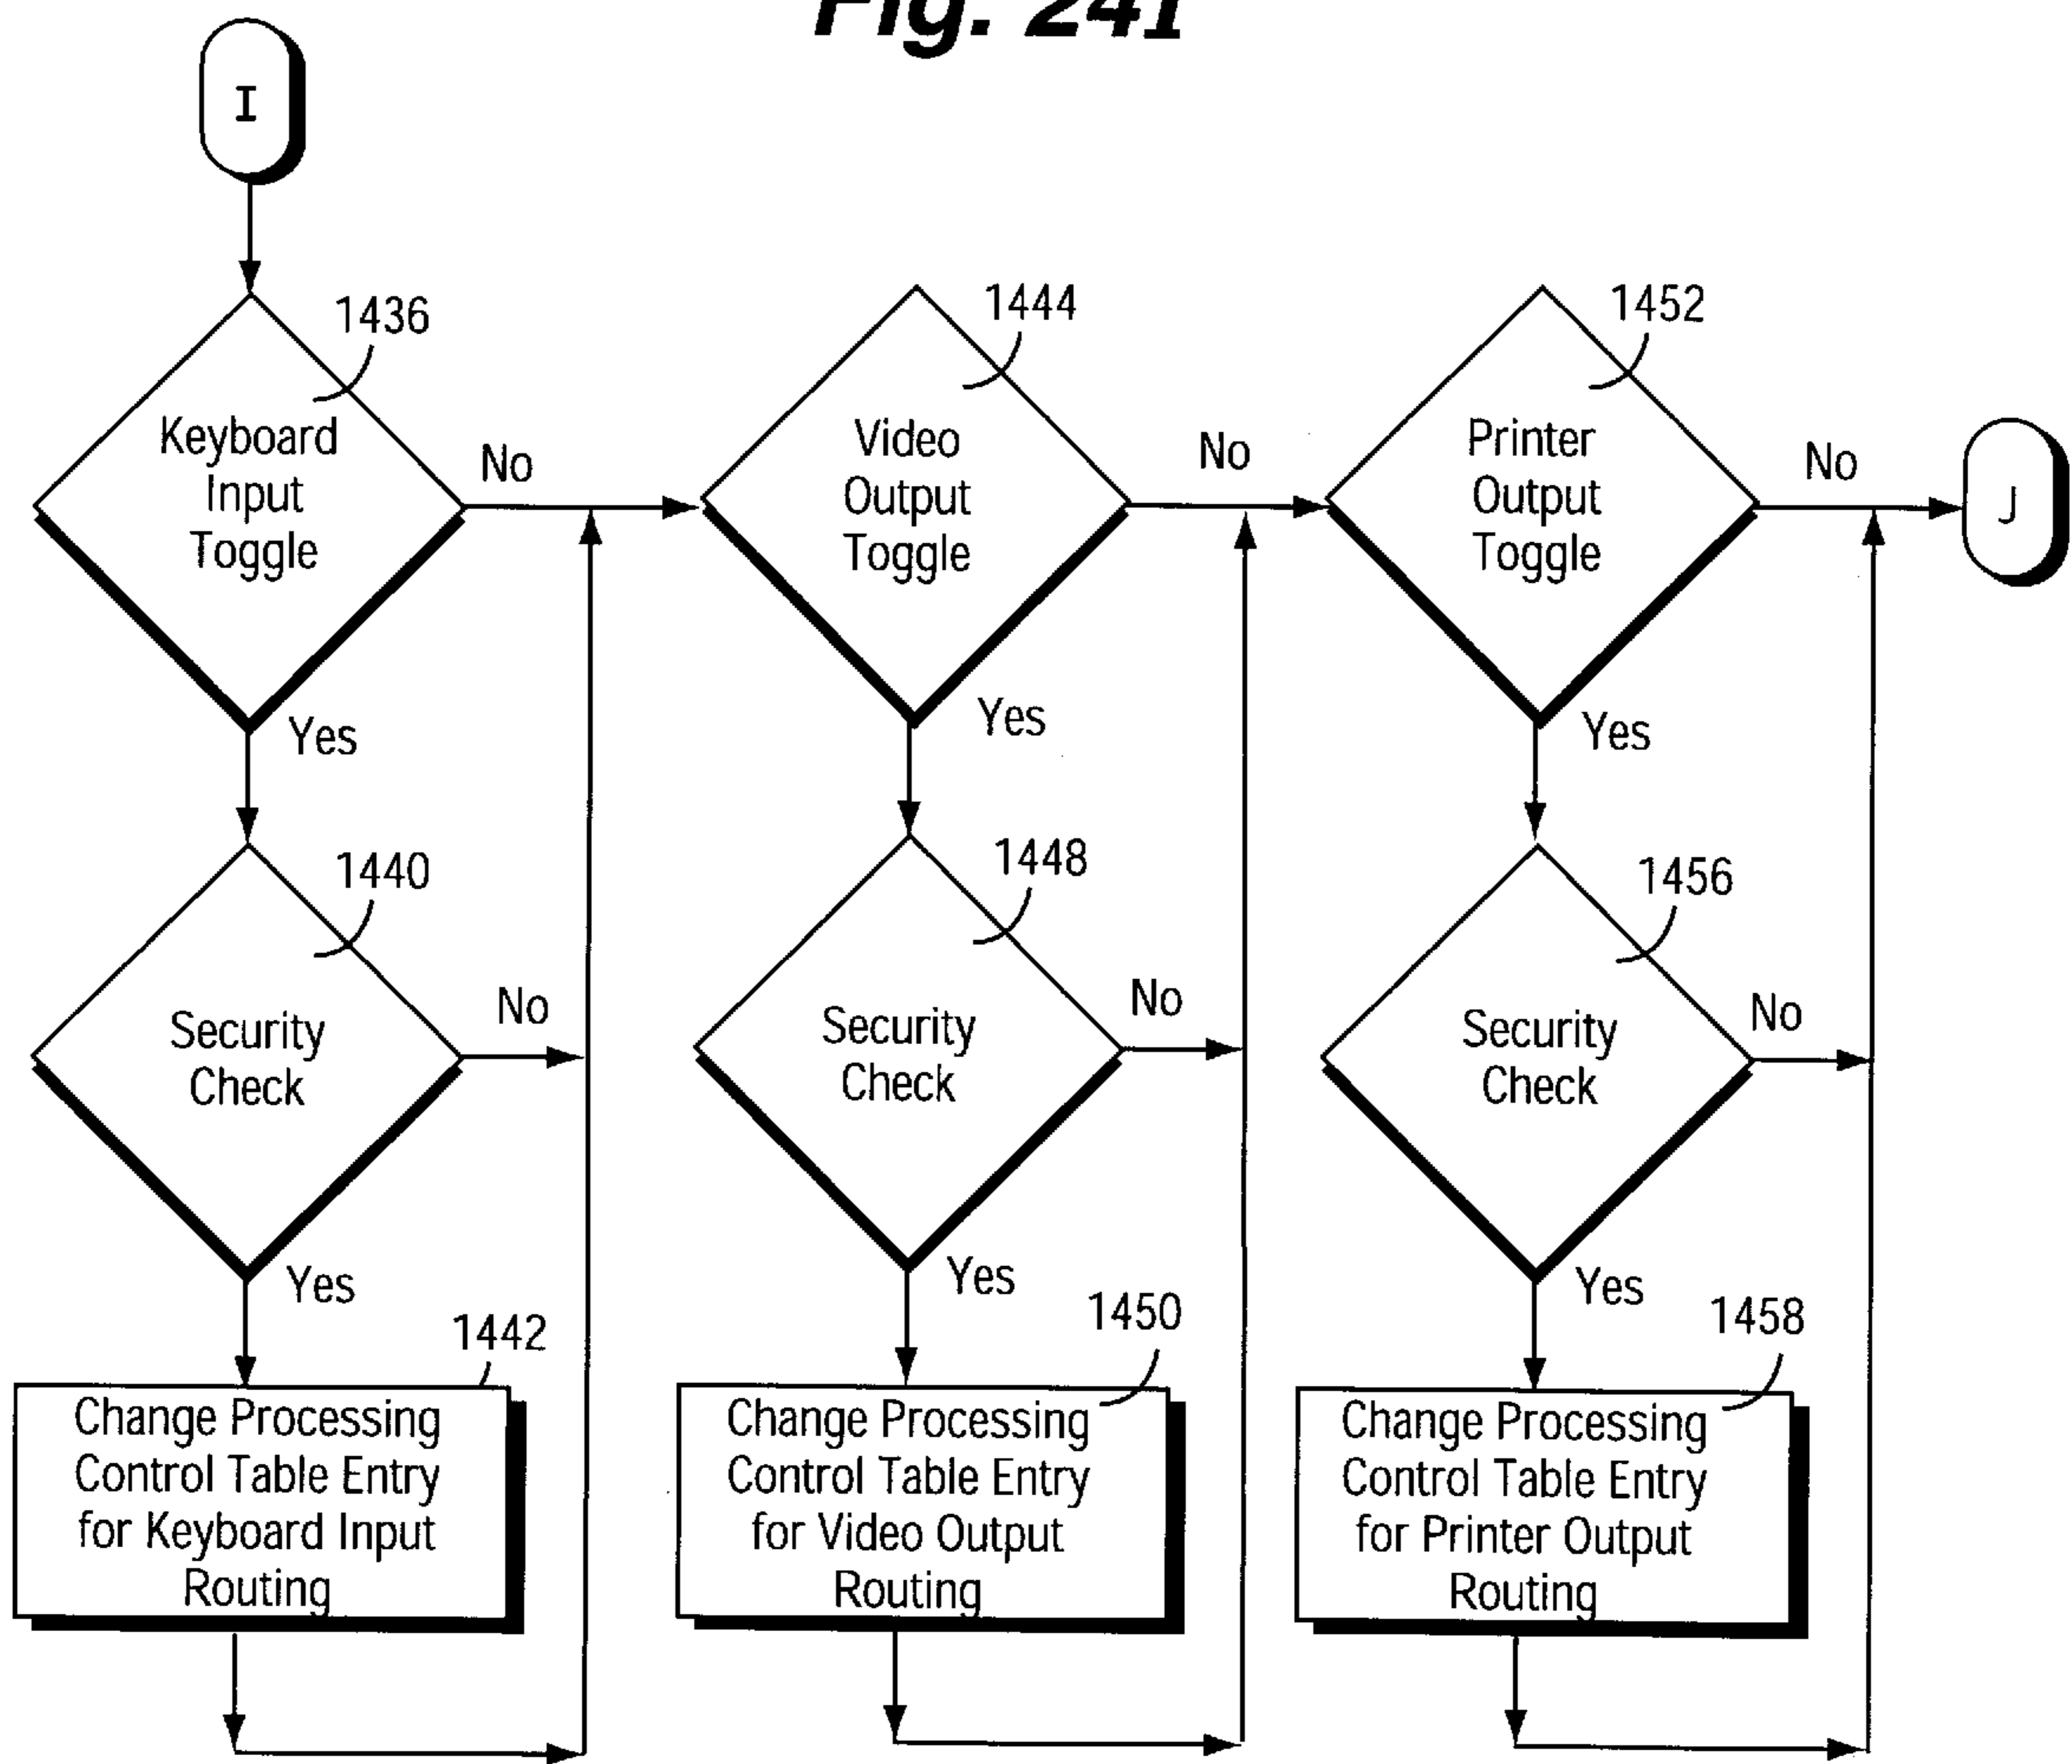 Fig. 24I
I
1436
Keyboard
Input
Toggle
No
Yes
1444
Video
Output
Toggle
No
Yes
1452
Printer
Output
Toggle
No
Yes
J
1440
Security
Check
No
Yes
1448
Security
Check
No
Yes
1456
Security
Check
No
Yes
1442
Change Processing
Control Table Entry
for Keyboard Input
Routing
1450
Change Processing
Control Table Entry
for Video Output
Routing
1458
Change Processing
Control Table Entry
for Printer Output
Routing